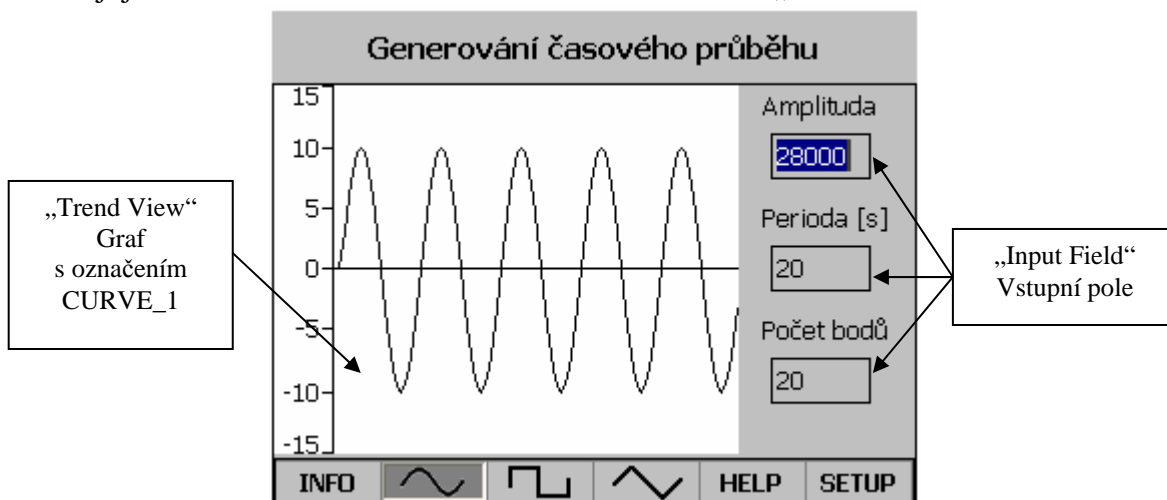 Generování časového průběhu
15
10
5
0
-5
-10
-15
Amplituda
28000
Perioda [s]
20
Počet bodů
20
INFO
HELP
SETUP
„Trend View“
Graf
s označením
CURVE_1
„Input Field“
Vstupní pole